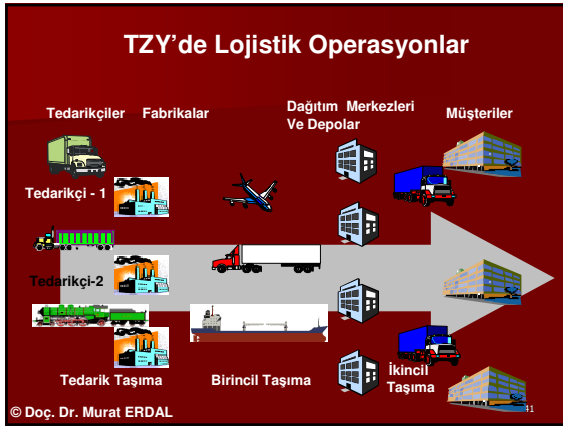 TZY’de Lojistik Operasyonlar
Tedarikçiler
Fabrikalar
Dağıtım Merkezleri
Ve Depolar
Müşteriler
Tedarikçi - 1
Tedarikçi-2
Tedarik Taşıma
Birincil Taşıma
İkincil
Taşıma
© Doç. Dr. Murat ERDAL
41